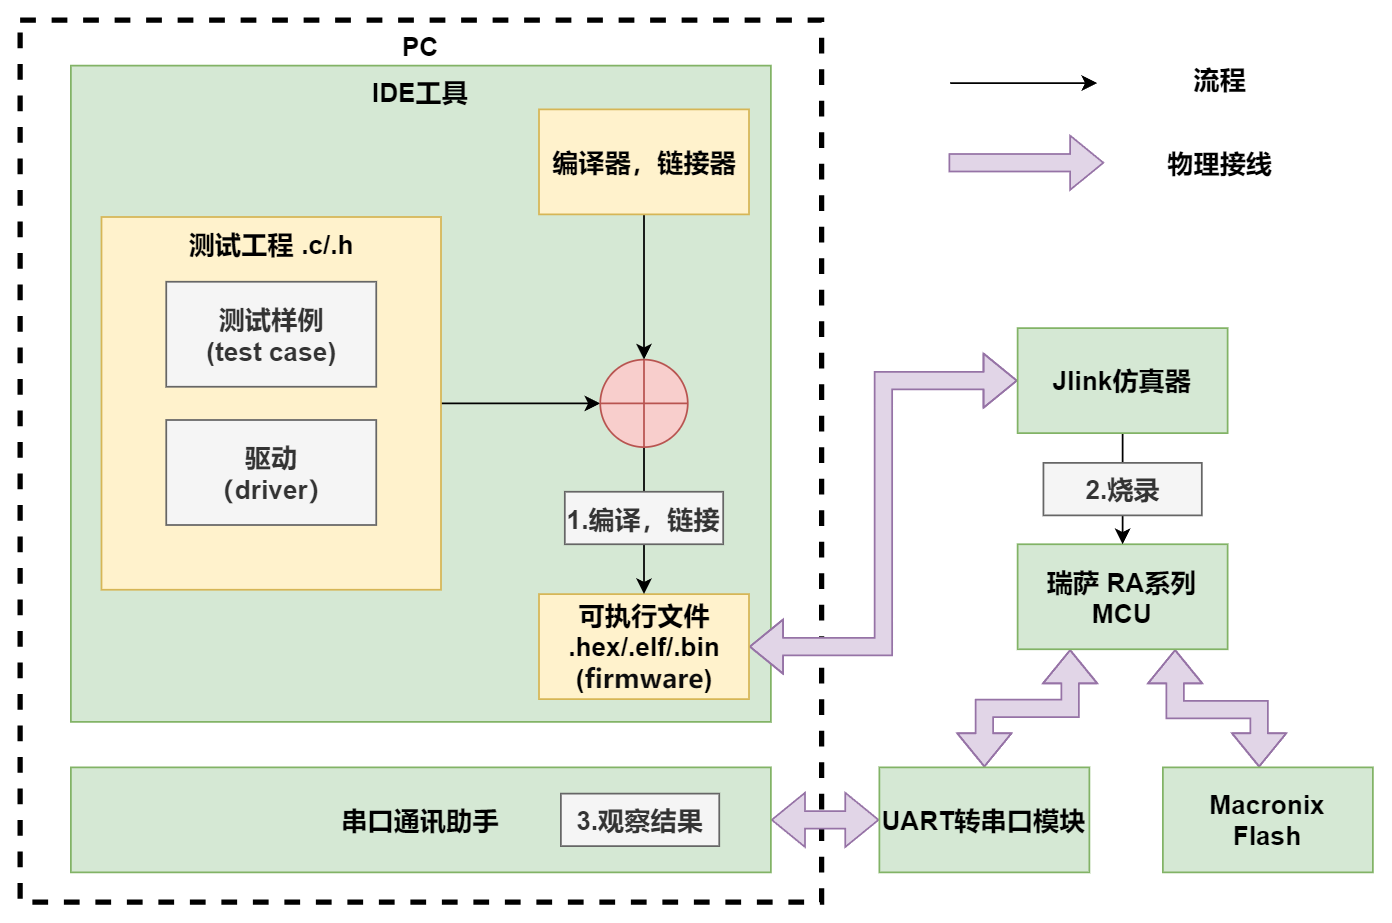 PC
IDE工具
编译器，链接器
测试工程 .c/.h
测试样例
(test case)
驱动
（driver）
1.编译，链接
可执行文件
.hex/.elf/.bin
(firmware)
串口通讯助手
3.观察结果
流程
物理接线
Jlink仿真器
2.烧录
瑞萨 RA系列
MCU
UART转串口模块
Macronix
Flash